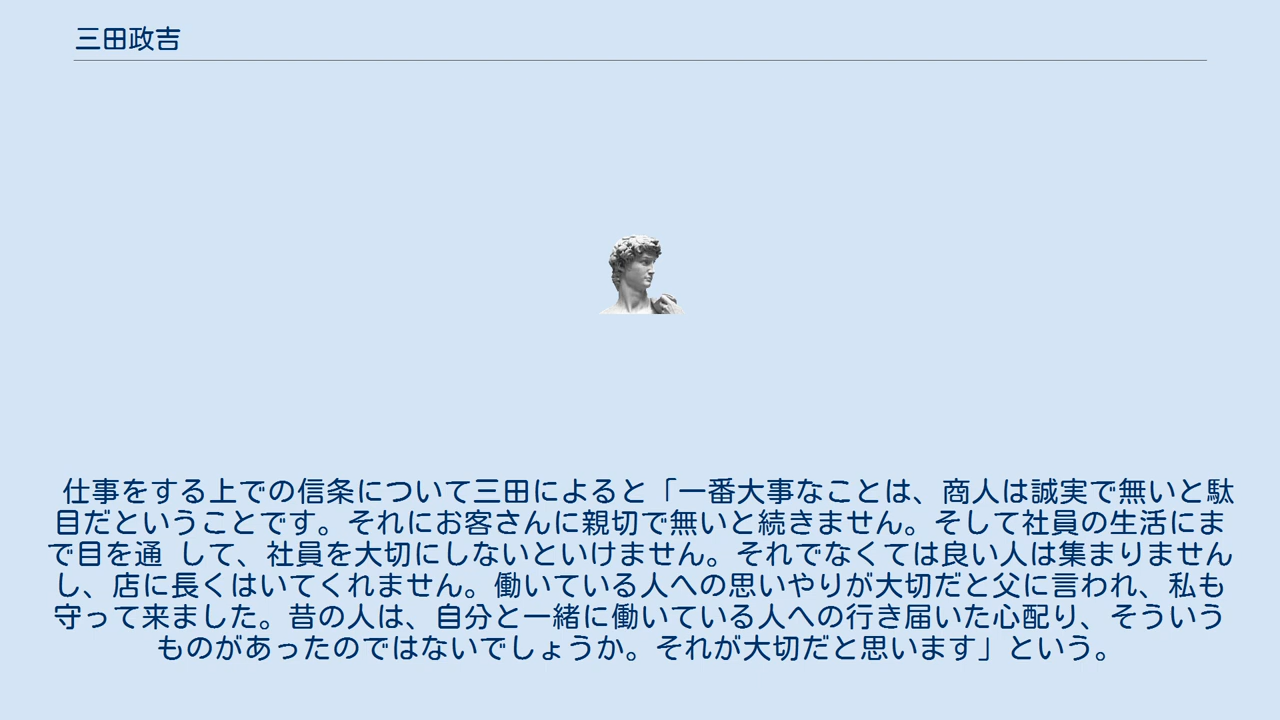 三田政吉
仕事をする上での信条について三田によると「一番大事なことは、商人は誠実で無いと駄
目だということです。それにお客さんに親切で無いと続きません。そして社員の生活にま
で目を通 して、社員を大切にしないといけません。それでなくては良い人は集まりません
し、店に長くはいてくれません。働いている人への思いやりが大切だと父に言われ、私も
守って来ました。昔の人は、自分と一緒に働いている人への行き届いた心配り、そういう
ものがあったのではないでしょうか。それが大切だと思います」という。